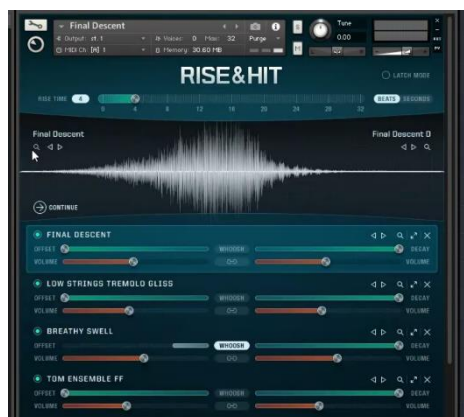 Final Descent
Output: st. 1 Voices: 0 Max: 32 Purge
MIDI Ch: [A] 1 Memory: 30.60 MB
S
M
Tune
0.00
RISE&HIT
LATCH MODE
RISE TIME 4 BEATS SECONDS
0 4 8 12 16 20 24 28 32
Final Descent Final Descent D
CONTINUE
FINAL DESCENT
OFFSET WHOOSH DECAY
VOLUME VOLUME
LOW STRINGS TREMOLO GLISS
OFFSET WHOOSH DECAY
VOLUME VOLUME
BREATHY SWELL
OFFSET WHOOSH DECAY
VOLUME VOLUME
TOM ENSEMBLE FF
OFFSET WHOOSH DECAY
VOLUME VOLUME